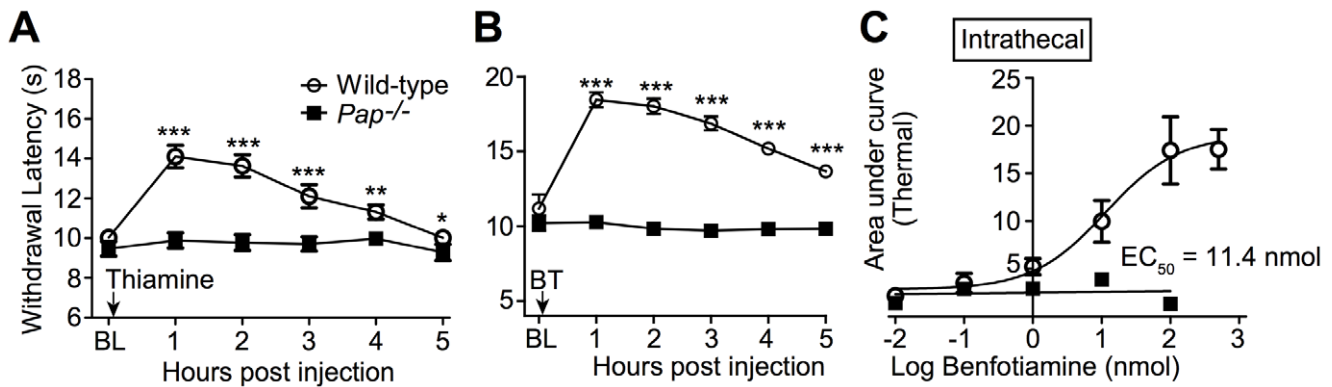 A
Withdrawal Latency (s)
18
16
14
12
10
8
6
Wild-type
Pap-/-
***
***
***
**
*
Thiamine
BL
1
2
3
4
5
Hours post injection
B
20
15
10
5
***
***
***
***
***
BT
BL
1
2
3
4
5
Hours post injection
C
Intrathecal
Area under curve
(Thermal)
25
20
15
10
5
EC50 = 11.4 nmol
-2
-1
0
1
2
3
Log Benfotiamine (nmol)